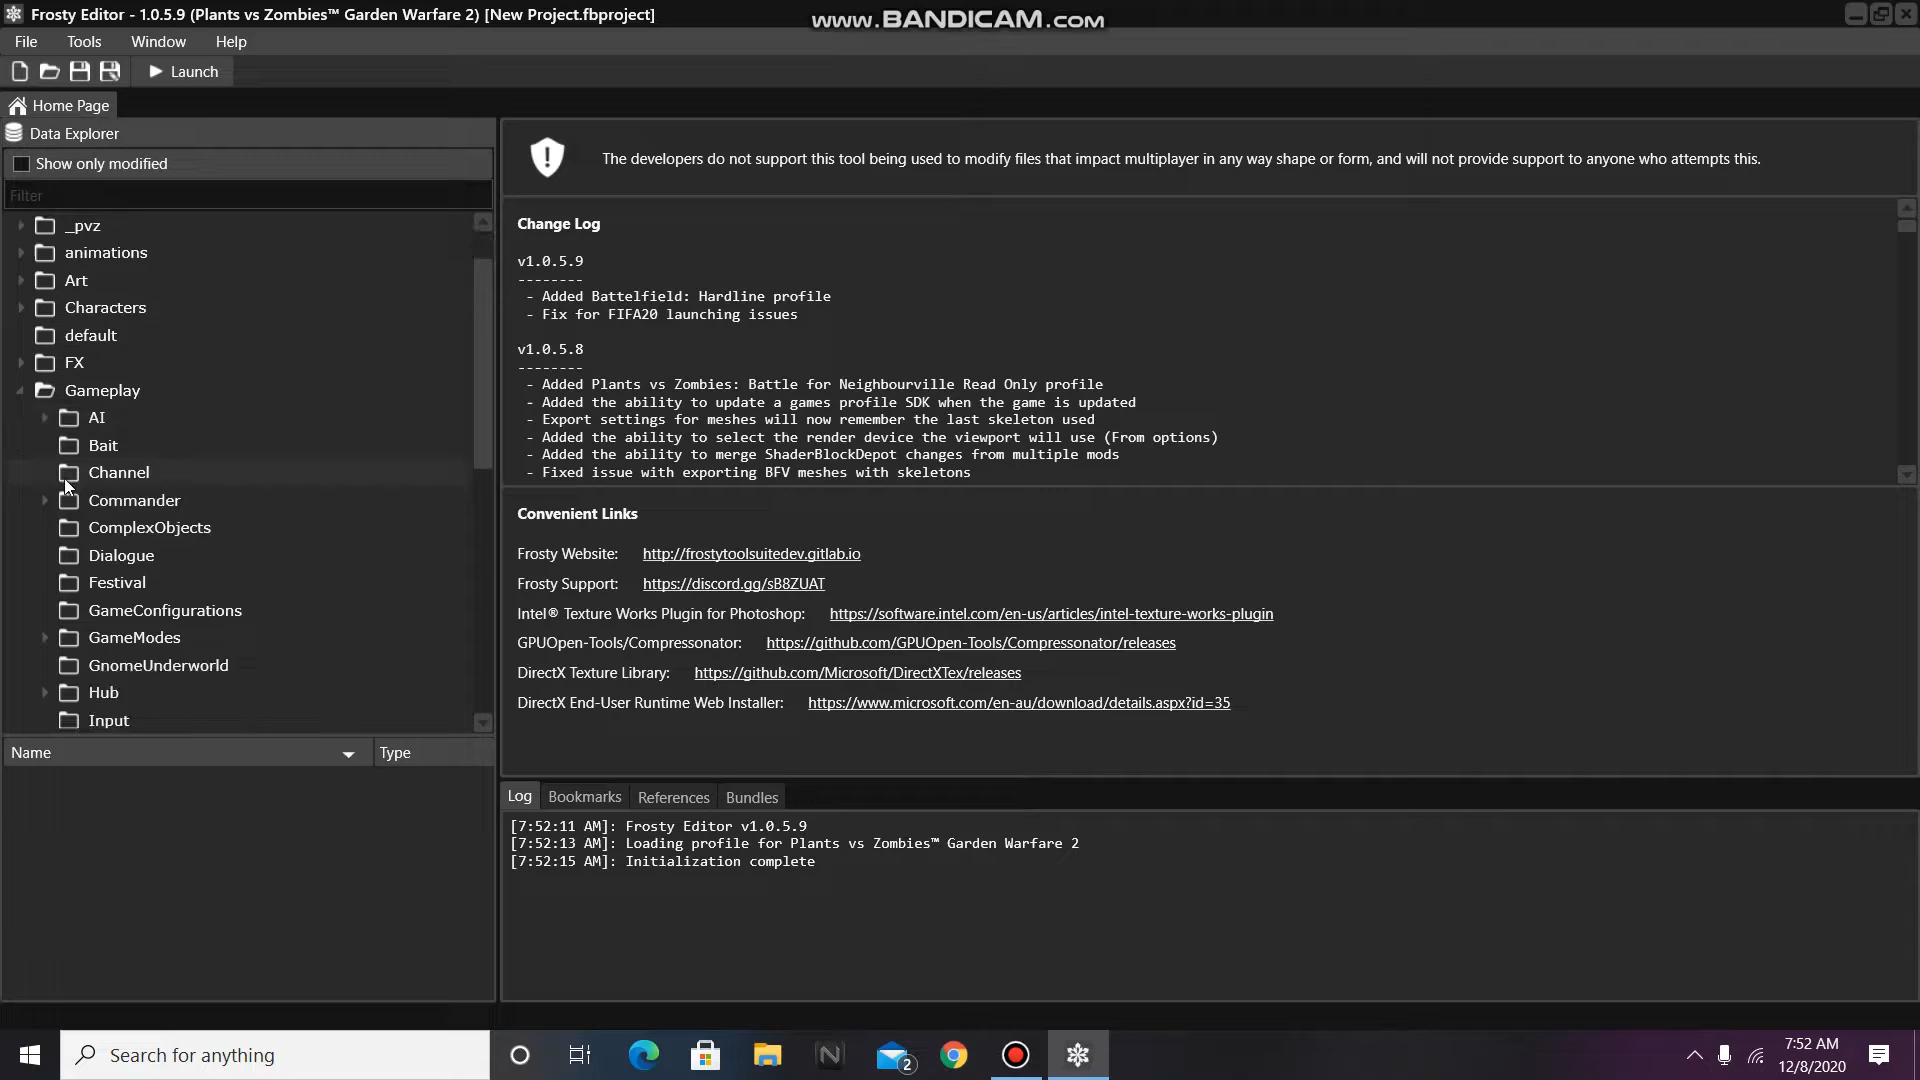 Frosty Editor - 1.0.5.9 (Plants vs Zombies™ Garden Warfare 2) [New Project.fbproject]
www.BANDICAM.com
File Tools Window Help
Launch
Home Page
Data Explorer
Show only modified
Filter
_pvz
animations
Art
Characters
default
FX
Gameplay
AI
Bait
Channel
Commander
ComplexObjects
Dialogue
Festival
GameConfigurations
GameModes
GnomeUnderworld
Hub
Input
Name Type
The developers do not support this tool being used to modify files that impact multiplayer in any way shape or form, and will not provide support to anyone who attempts this.
Change Log
v1.0.5.9
--------
- Added Battelfield: Hardline profile
- Fix for FIFA20 launching issues
v1.0.5.8
--------
- Added Plants vs Zombies: Battle for Neighbourville Read Only profile
- Added the ability to update a games profile SDK when the game is updated
- Export settings for meshes will now remember the last skeleton used
- Added the ability to select the render device the viewport will use (From options)
- Added the ability to merge ShaderBlockDepot changes from multiple mods
- Fixed issue with exporting BFV meshes with skeletons
Convenient Links
Frosty Website: http://frostytoolsuitedev.gitlab.io
Frosty Support: https://discord.gg/sB8ZUAT
Intel® Texture Works Plugin for Photoshop: https://software.intel.com/en-us/articles/intel-texture-works-plugin
GPUOpen-Tools/Compressonator: https://github.com/GPUOpen-Tools/Compressonator/releases
DirectX Texture Library: https://github.com/Microsoft/DirectXTex/releases
DirectX End-User Runtime Web Installer: https://www.microsoft.com/en-au/download/details.aspx?id=35
Log Bookmarks References Bundles
[7:52:11 AM]: Frosty Editor v1.0.5.9
[7:52:13 AM]: Loading profile for Plants vs Zombies™ Garden Warfare 2
[7:52:15 AM]: Initialization complete
Search for anything
2
7:52 AM
12/8/2020